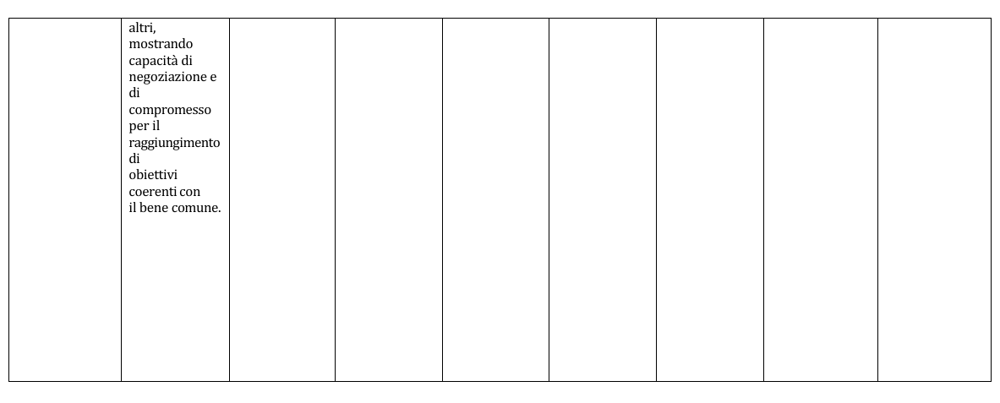 altri,
mostrando
capacità di
negoziazione e
di
compromesso
per il
raggiungimento
di
obiettivi
coerenti con
il bene comune.